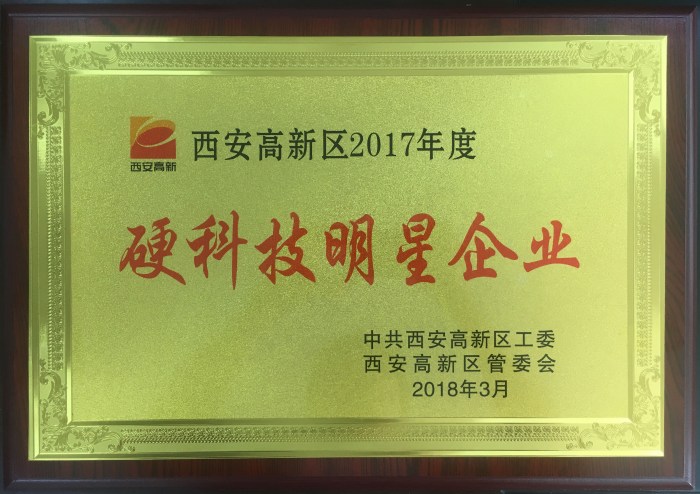 西安高新
西安高新区2017年度
硬科技明星企业
中共西安高新区工委
西安高新区管委会
2018年3月